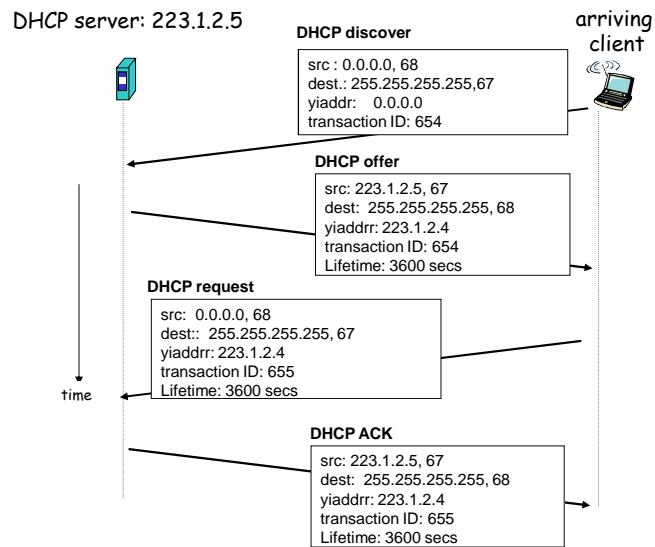 DHCP server: 223.1.2.5
arriving
client
DHCP discover
src : 0.0.0.0, 68
dest.: 255.255.255.255,67
yiaddr: 0.0.0.0
transaction ID: 654
DHCP offer
src: 223.1.2.5, 67
dest: 255.255.255.255, 68
yiaddrr: 223.1.2.4
transaction ID: 654
Lifetime: 3600 secs
DHCP request
src: 0.0.0.0, 68
dest:: 255.255.255.255, 67
yiaddrr: 223.1.2.4
transaction ID: 655
Lifetime: 3600 secs
time
DHCP ACK
src: 223.1.2.5, 67
dest: 255.255.255.255, 68
yiaddrr: 223.1.2.4
transaction ID: 655
Lifetime: 3600 secs